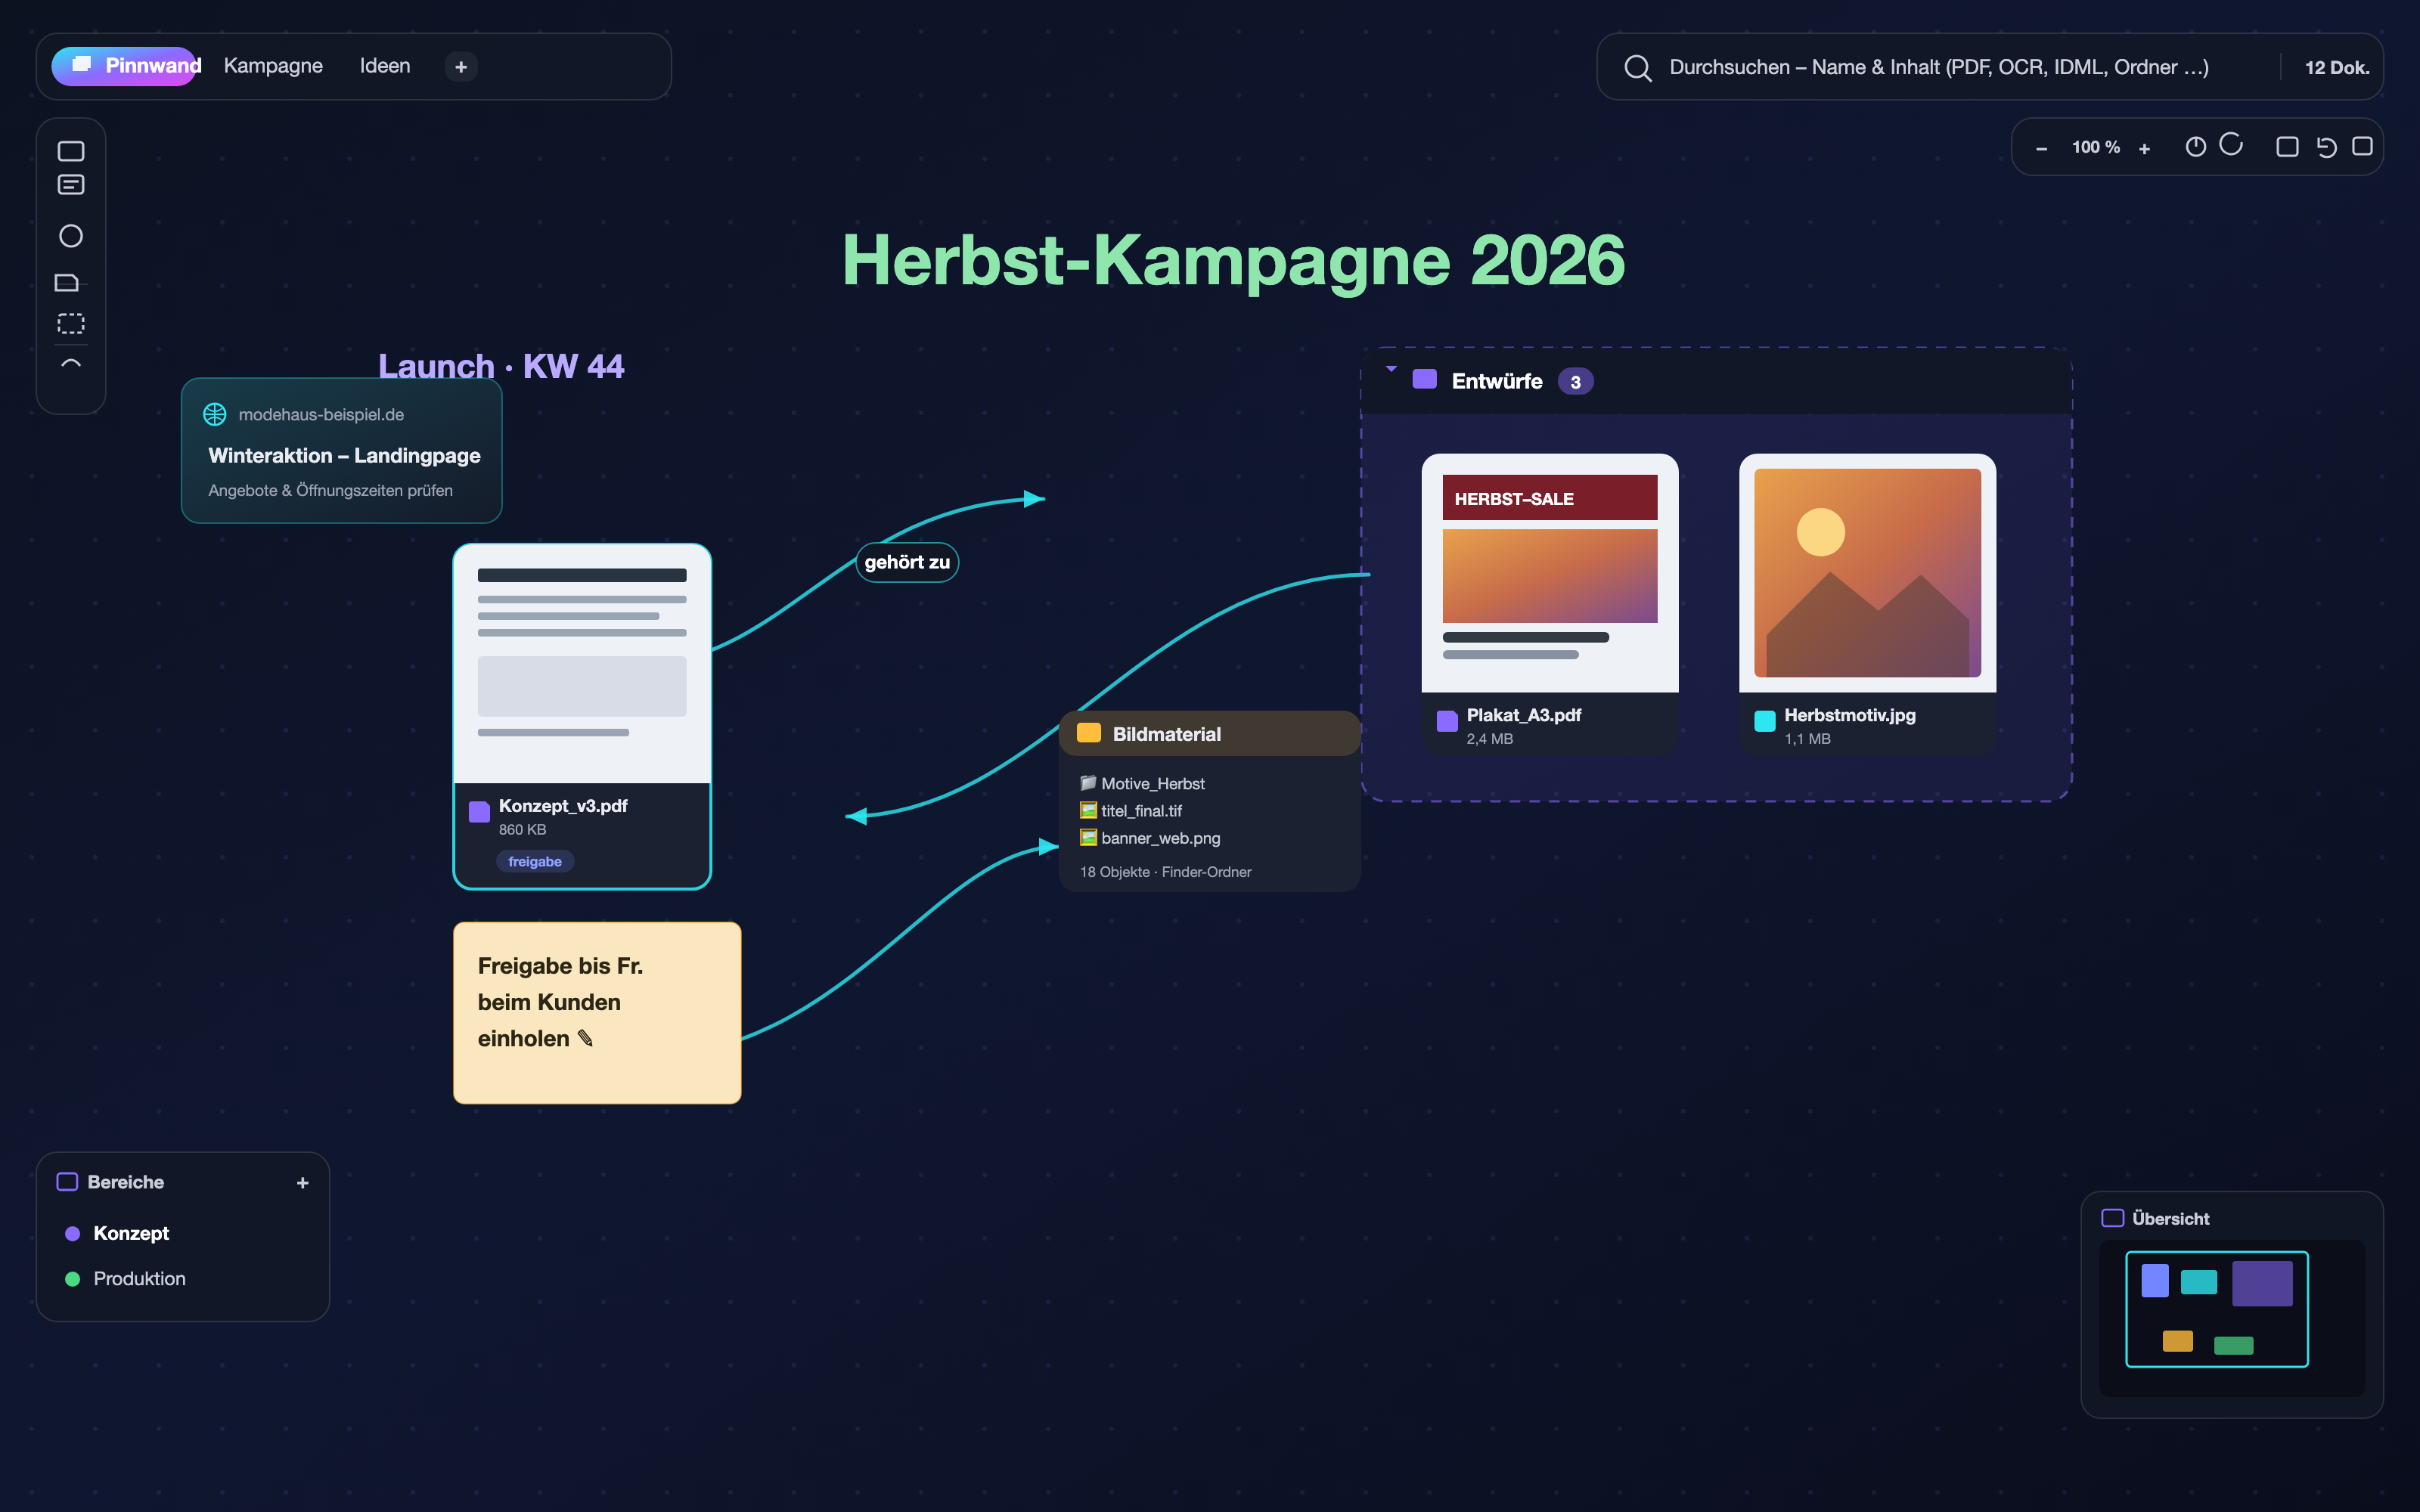 Pinnwand Kampagne Ideen +
Durchsuchen – Name & Inhalt (PDF, OCR, IDML, Ordner …) 12 Dok.
– 100 % +
Herbst-Kampagne 2026
Launch · KW 44
modehaus-beispiel.de
Winteraktion – Landingpage
Angebote & Öffnungszeiten prüfen
gehört zu
Konzept_v3.pdf
860 KB
freigabe
Freigabe bis Fr.
beim Kunden
einholen ✎
Bildmaterial
Motive_Herbst
titel_final.tif
banner_web.png
18 Objekte · Finder-Ordner
Entwürfe 3
HERBST–SALE
Plakat_A3.pdf
2,4 MB
Herbstmotiv.jpg
1,1 MB
Bereiche +
Konzept
Produktion
Übersicht